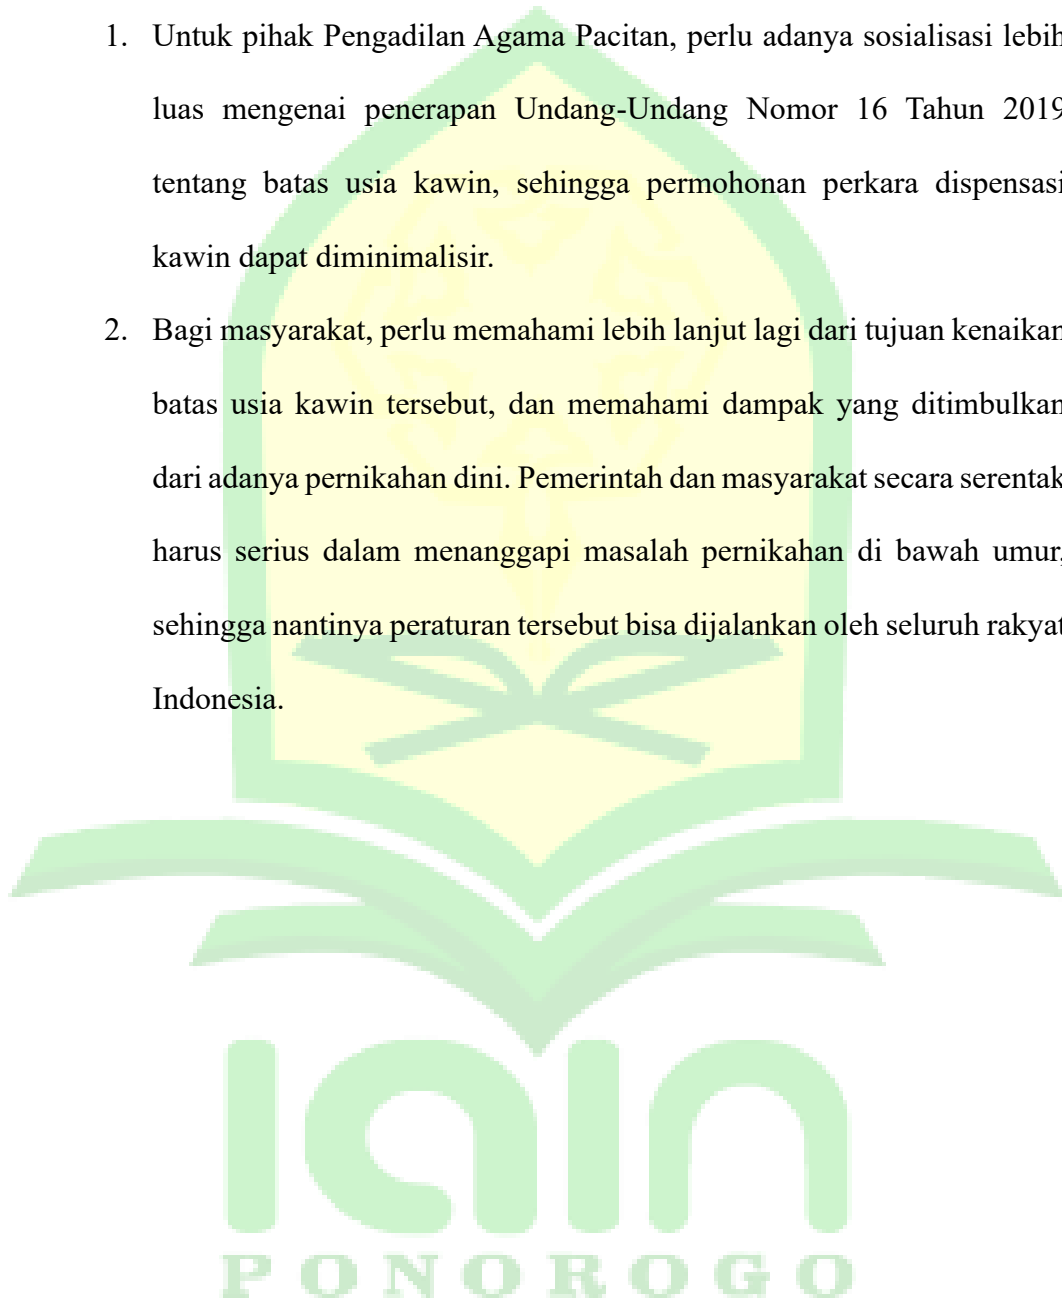 1. Untuk pihak Pengadilan Agama Pacitan, perlu adanya sosialisasi lebih
luas mengenai penerapan Undang-Undang Nomor 16 Tahun 2019
tentang batas usia kawin, sehingga permohonan perkara dispensasi
kawin dapat diminimalisir.
2. Bagi masyarakat, perlu memahami lebih lanjut lagi dari tujuan kenaikan
batas usia kawin tersebut, dan memahami dampak yang ditimbulkan
dari adanya pernikahan dini. Pemerintah dan masyarakat secara serentak
harus serius dalam menanggapi masalah pernikahan di bawah umur,
sehingga nantinya peraturan tersebut bisa dijalankan oleh seluruh rakyat
Indonesia.
iain
PONOROGO